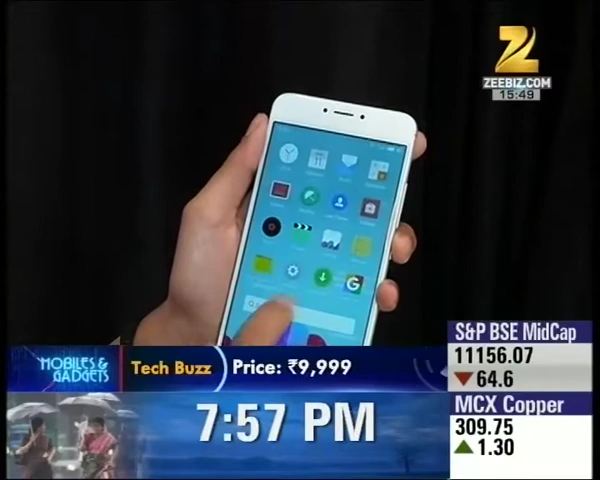 ZEEBIZ.COM
15:49
MOBILES &
GADGETS
Tech Buzz
Price: ₹9,999
7:57 PM
S&P BSE MidCap
11156.07
▼ 64.6
MCX Copper
309.75
▲ 1.30